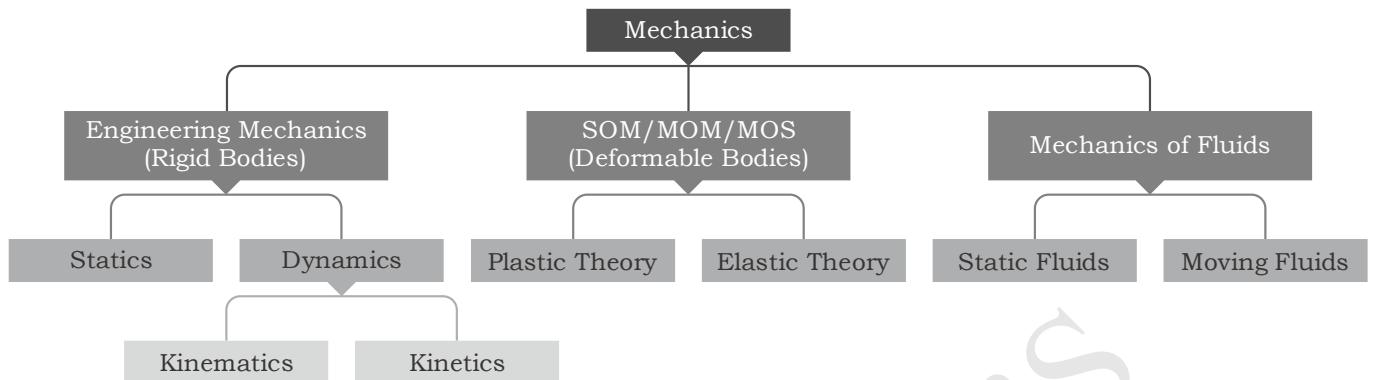 Mechanics
Engineering Mechanics
(Rigid Bodies)
SOM/MOM/MOS
(Deformable Bodies)
Mechanics of Fluids
Statics
Dynamics
Plastic Theory
Elastic Theory
Static Fluids
Moving Fluids
Kinematics
Kinetics